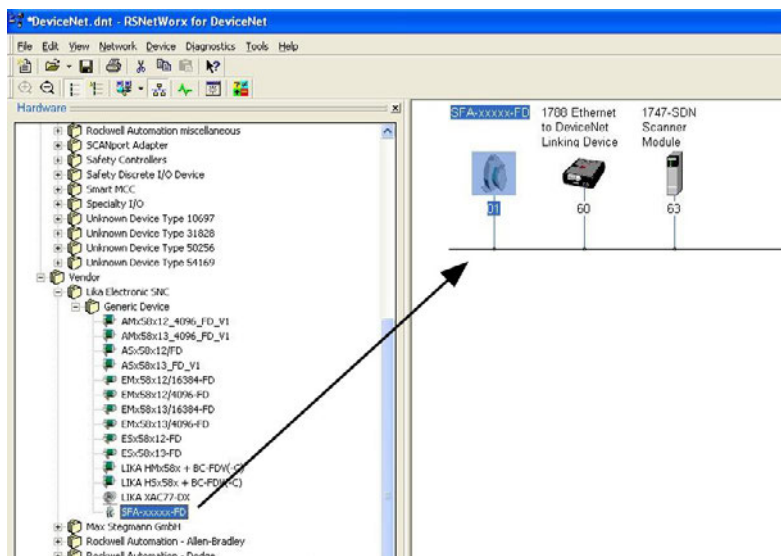 *DeviceNet.dnt - RSNetWorx for DeviceNet
File Edit View Network Device Diagnostics Tools Help
Hardware
Rockwell Automation miscellaneous
SCANport Adapter
Safety Controllers
Safety Discrete I/O Device
Smart MCC
Specialty I/O
Unknown Device Type 10697
Unknown Device Type 31828
Unknown Device Type 50256
Unknown Device Type 54169
Vendor
Lika Electronic SNC
Generic Device
AMx58x12_4096_FD_V1
AMx58x13_4096_FD_V1
ASx58x12/FD
ASx58x13_FD_V1
EMx58x12/16384-FD
EMx58x12/4096-FD
EMx58x13/16384-FD
EMx58x13/4096-FD
ESx58x12-FD
ESx58x13-FD
LIKA HMx58x + BC-FDV(-C)
LIKA HSx58x + BC-FDV(-C)
LIKA XAC77-DX
SFA-xxxxx-FD
Max Stegmann GmbH
Rockwell Automation - Allen-Bradley
Rockwell Automation - Dodge
SFA-xxxxx-FD
01
1788 Ethernet
to DeviceNet
Linking Device
60
1747-SDN
Scanner
Module
63